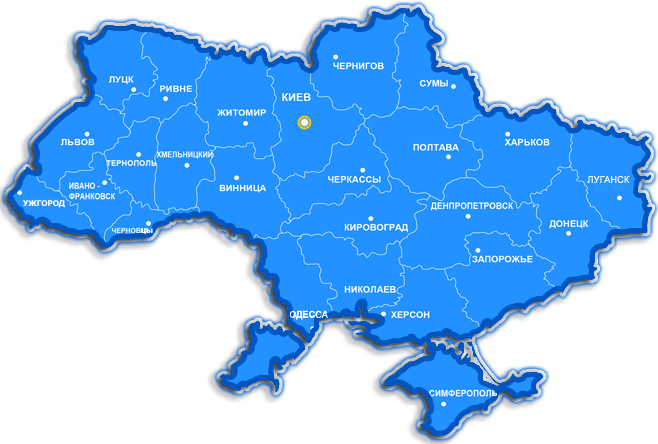 ЧЕРНИГОВ
ЛУЦК
СУМЫ
РИВНЕ
КИЕВ
ЖИТОМИР
ЛЬВОВ
ХАРЬКОВ
ПОЛТАВА
ХМЕЛЬНИЦКИЙ
ТЕРНОПОЛЬ
ЧЕРКАССЫ
ЛУГАНСК
ИВАНО -
ФРАНКОВСК
ВИННИЦА
УЖГОРОД
ДЕНПРОПЕТРОВСК
ДОНЕЦК
КИРОВОГРАД
ЧЕРНОВЦЫ
ЗАПОРОЖЬЕ
НИКОЛАЕВ
ОДЕССА
ХЕРСОН
СИМФЕРОПОЛЬ